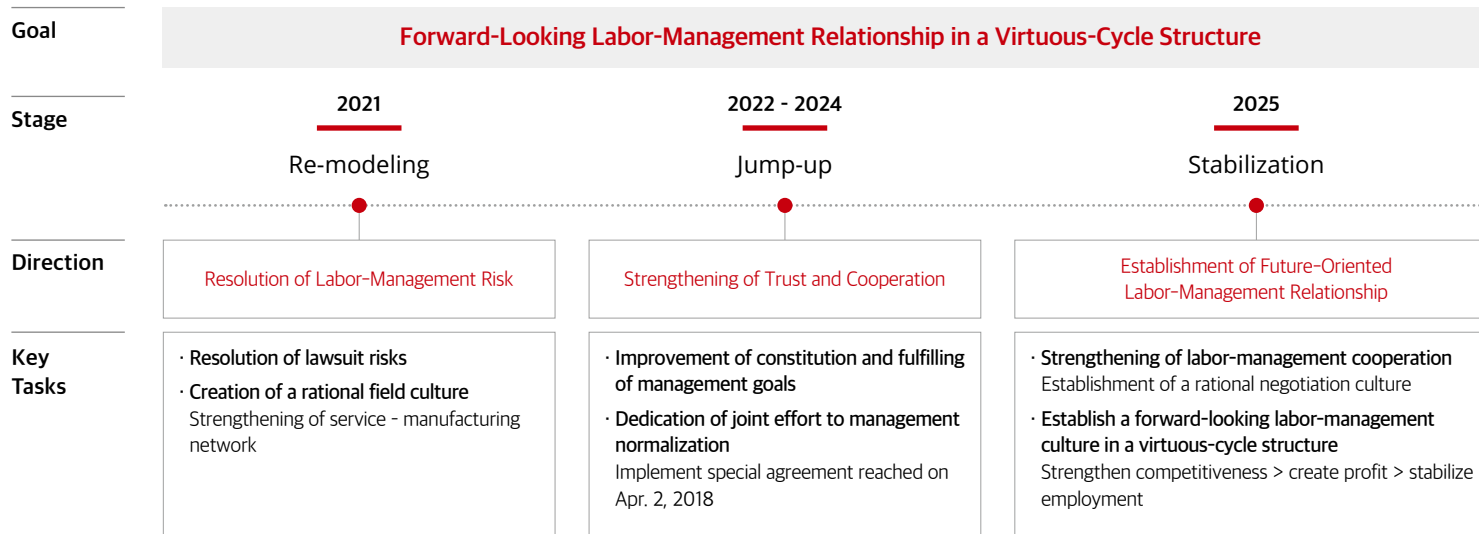 Goal
Forward-Looking Labor-Management Relationship in a Virtuous-Cycle Structure
Stage
2021
Re-modeling
2022 - 2024
Jump-up
2025
Stabilization
Direction
Resolution of Labor-Management Risk
Strengthening of Trust and Cooperation
Establishment of Future-Oriented
Labor-Management Relationship
Key
Tasks
· Resolution of lawsuit risks
· Creation of a rational field culture
Strengthening of service - manufacturing
network
· Improvement of constitution and fulfilling
of management goals
· Dedication of joint effort to management
normalization
Implement special agreement reached on
Apr. 2, 2018
· Strengthening of labor-management cooperation
Establishment of a rational negotiation culture
· Establish a forward-looking labor-management
culture in a virtuous-cycle structure
Strengthen competitiveness > create profit > stabilize
employment